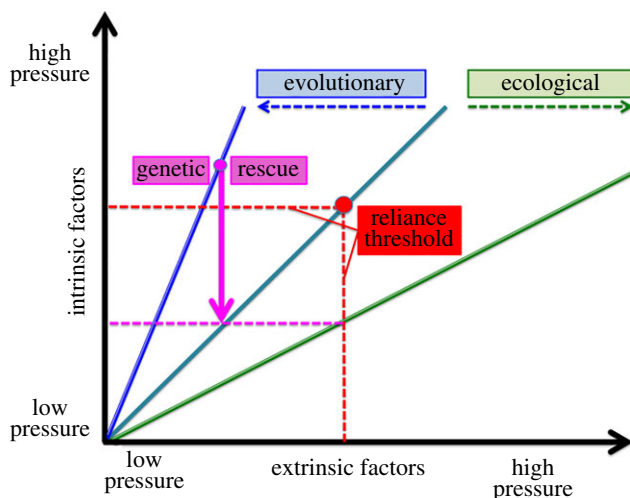 high
pressure
evolutionary
ecological
genetic
rescue
reliance
threshold
intrinsic factors
low
pressure
low
pressure
extrinsic factors
high
pressure